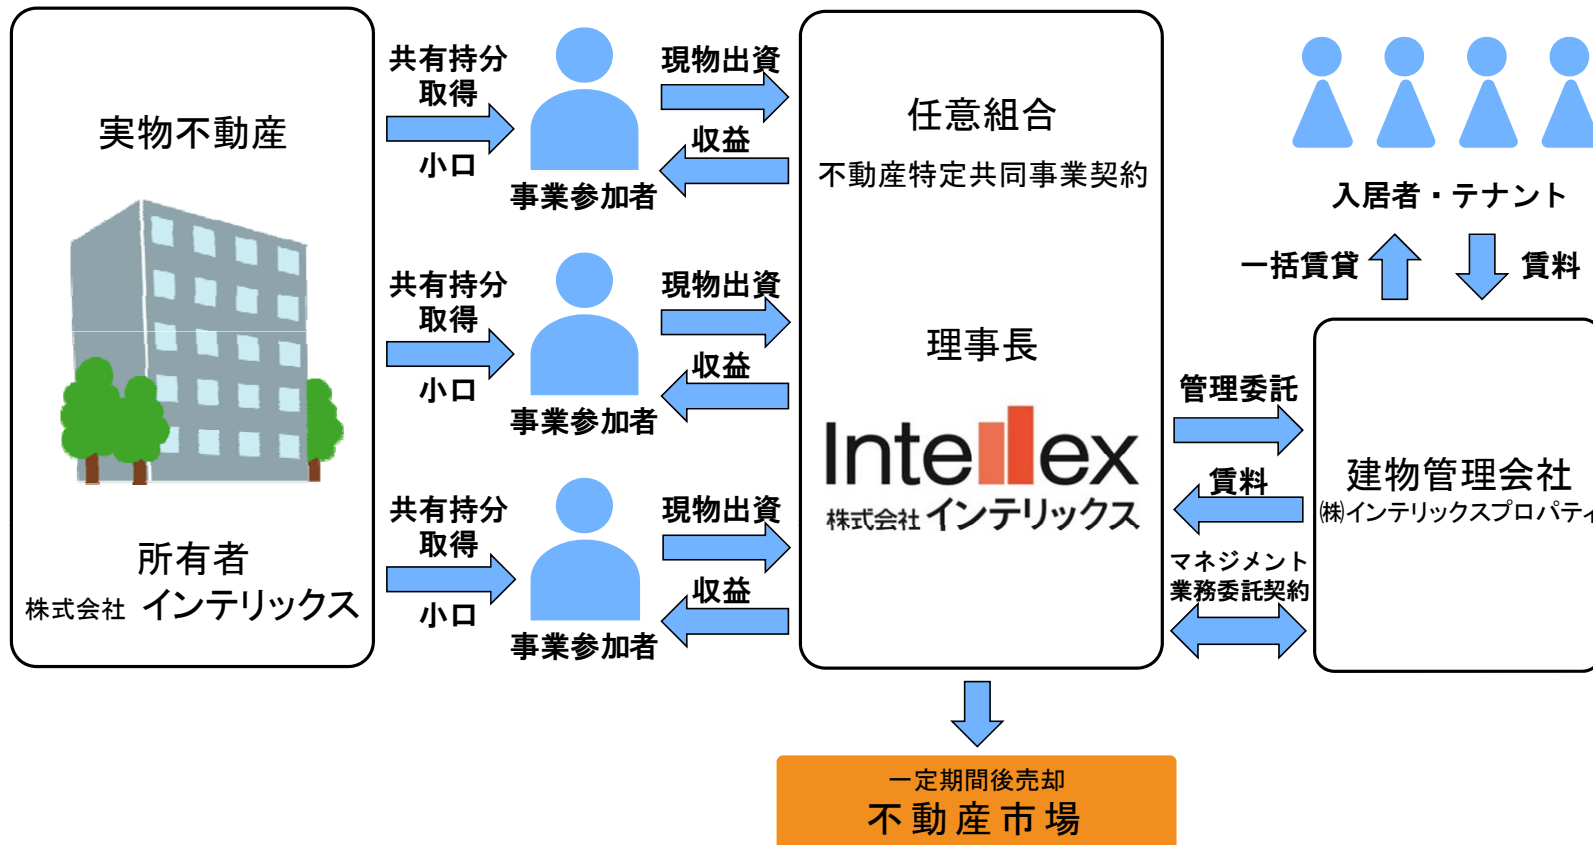 実物不動産
所有者
株式会社 インテリックス
共有持分
取得
小口
事業参加者
現物出資
収益
共有持分
取得
小口
事業参加者
現物出資
収益
共有持分
取得
小口
事業参加者
現物出資
収益
任意組合
不動産特定共同事業契約
理事長
Intellex
株式会社インテリックス
一定期間後売却
不動産市場
管理委託
賃料
マネジメント
業務委託契約
入居者・テナント
一括賃貸
賃料
建物管理会社
㈱インテリックスプロパティ